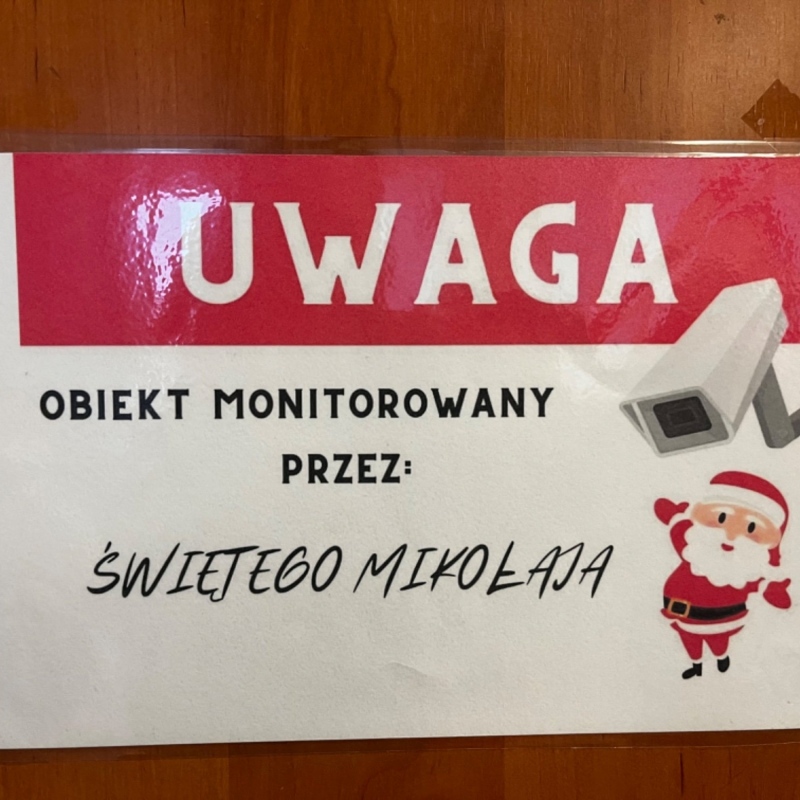 UWAGA
OBIEKT MONITOROWANY
PRZEZ:
ŚWIĘTEGO MIKOŁAJA